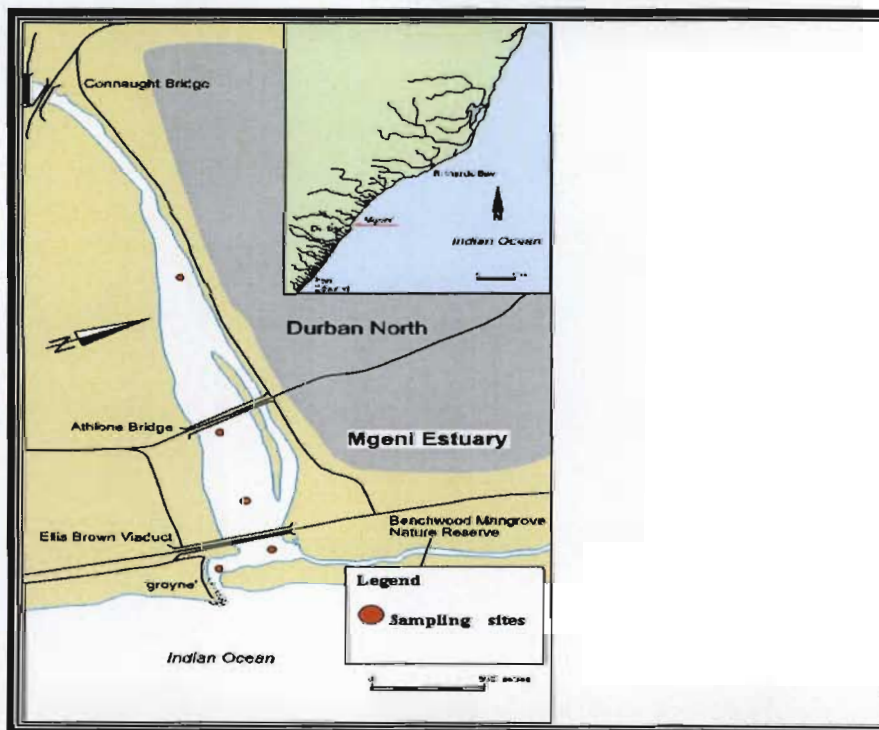 Connaught Bridge
Richards Bay
Mgeni
N
Indian Ocean
Durban North
N
Athlone Bridge
Mgeni Estuary
Ellis Brown Viaduct
Beachwood Mangrove
Nature Reserve
'groyne'
Legend
Sampling sites
Indian Ocean
0